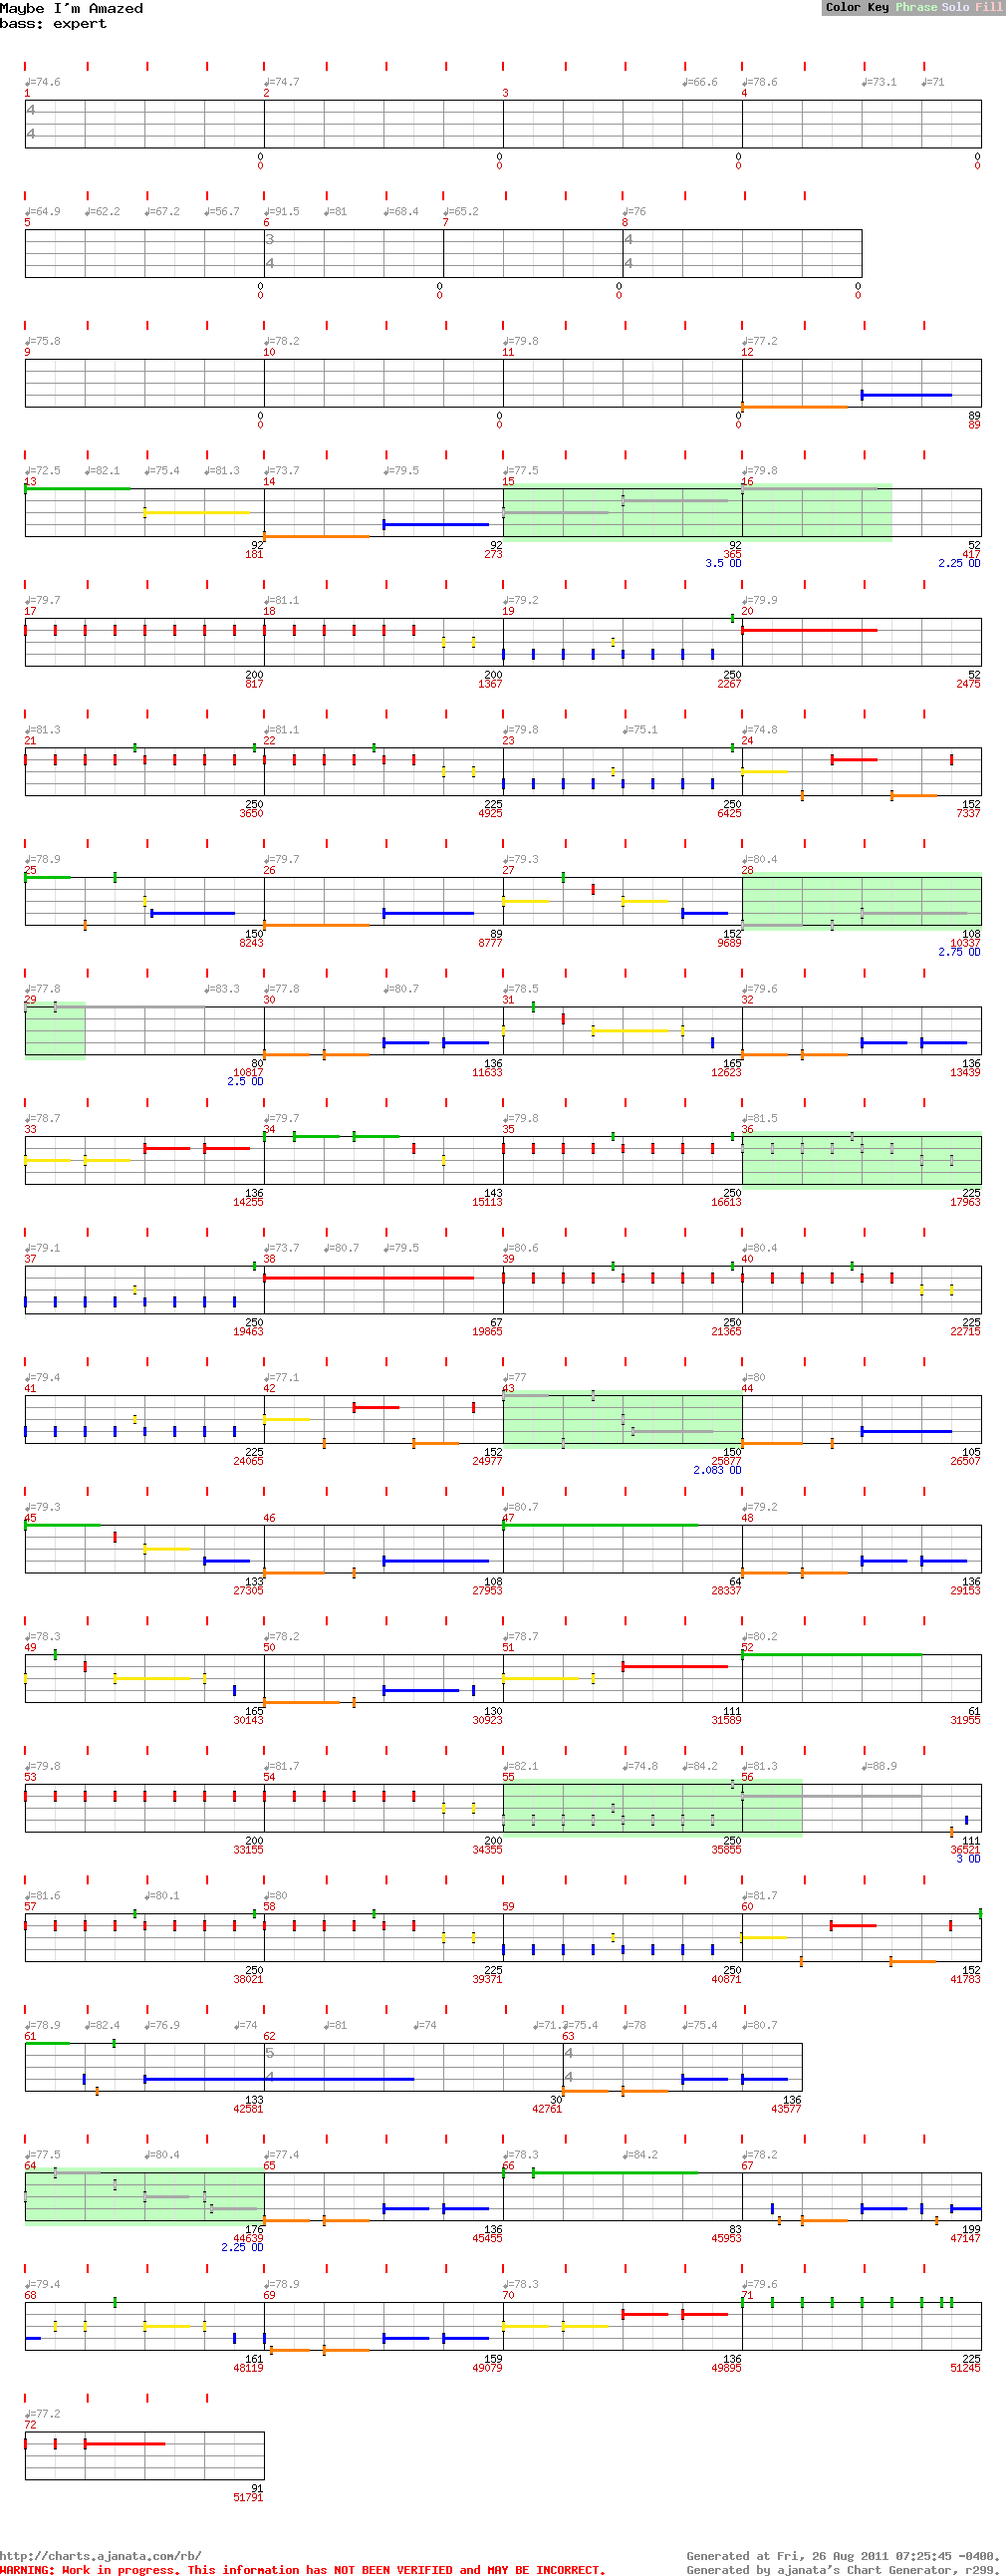 Maybe I'm Amazed
bass: expert
Color Key Phrase Solo Fill
♩=74.6 ♩=74.7 ♩=66.6 ♩=78.6 ♩=73.1 ♩=71
1 2 3 4
4
4
0 0 0 0
0 0 0 0
♩=64.9 ♩=62.2 ♩=67.2 ♩=56.7 ♩=91.5 ♩=81 ♩=68.4 ♩=65.2 ♩=76
5 6 7 8
3 4
4 4
0 0 0 0
0 0 0 0
♩=75.8 ♩=78.2 ♩=79.8 ♩=77.2
9 10 11 12
0 0 0 89
0 0 0 89
♩=72.5 ♩=82.1 ♩=75.4 ♩=81.3 ♩=73.7 ♩=79.5 ♩=77.5 ♩=79.8
13 14 15 16
92 92 92 52
181 273 365 417
3.5 OD 2.25 OD
♩=79.7 ♩=81.1 ♩=79.2 ♩=79.9
17 18 19 20
200 200 250 52
817 1367 2267 2475
♩=81.3 ♩=81.1 ♩=79.8 ♩=75.1 ♩=74.8
21 22 23 24
250 225 250 152
3650 4925 6425 7337
♩=78.9 ♩=79.7 ♩=79.3 ♩=80.4
25 26 27 28
150 89 152 108
8243 8777 9689 10337
2.75 OD
♩=77.8 ♩=83.3 ♩=77.8 ♩=80.7 ♩=78.5 ♩=79.6
29 30 31 32
80 136 165 136
10817 11633 12623 13439
2.5 OD
♩=78.7 ♩=79.7 ♩=79.8 ♩=81.5
33 34 35 36
136 143 250 225
14255 15113 16613 17963
♩=79.1 ♩=73.7 ♩=80.7 ♩=79.5 ♩=80.6 ♩=80.4
37 38 39 40
250 67 250 225
19463 19865 21365 22715
♩=79.4 ♩=77.1 ♩=77 ♩=80
41 42 43 44
225 152 150 105
24065 24977 25877 26507
2.083 OD
♩=79.3 ♩=80.7 ♩=79.2
45 46 47 48
133 108 64 136
27305 27953 28337 29153
♩=78.3 ♩=78.2 ♩=78.7 ♩=80.2
49 50 51 52
165 130 111 61
30143 30923 31589 31955
♩=79.8 ♩=81.7 ♩=82.1 ♩=74.8 ♩=84.2 ♩=81.3 ♩=88.9
53 54 55 56
200 200 250 111
33155 34355 35855 36521
3 OD
♩=81.6 ♩=80.1 ♩=80 ♩=81.7
57 58 59 60
250 225 250 152
38021 39371 40871 41783
♩=78.9 ♩=82.4 ♩=76.9 ♩=74 ♩=81 ♩=74 ♩=71.3 ♩=75.4 ♩=78 ♩=75.4 ♩=80.7
61 62 63
5 4
4 4
133 30 136
42581 42761 43577
♩=77.5 ♩=80.4 ♩=77.4 ♩=78.3 ♩=84.2 ♩=78.2
64 65 66 67
176 136 83 199
44639 45455 45953 47147
2.25 OD
♩=79.4 ♩=78.9 ♩=78.3 ♩=79.6
68 69 70 71
161 159 136 225
48119 49079 49895 51245
♩=77.2
72
91
51791
http://charts.ajanata.com/rb/
WARNING: Work in progress. This information has NOT BEEN VERIFIED and MAY BE INCORRECT.
Generated at Fri, 26 Aug 2011 07:25:45 -0400.
Generated by ajanata's Chart Generator, r299.